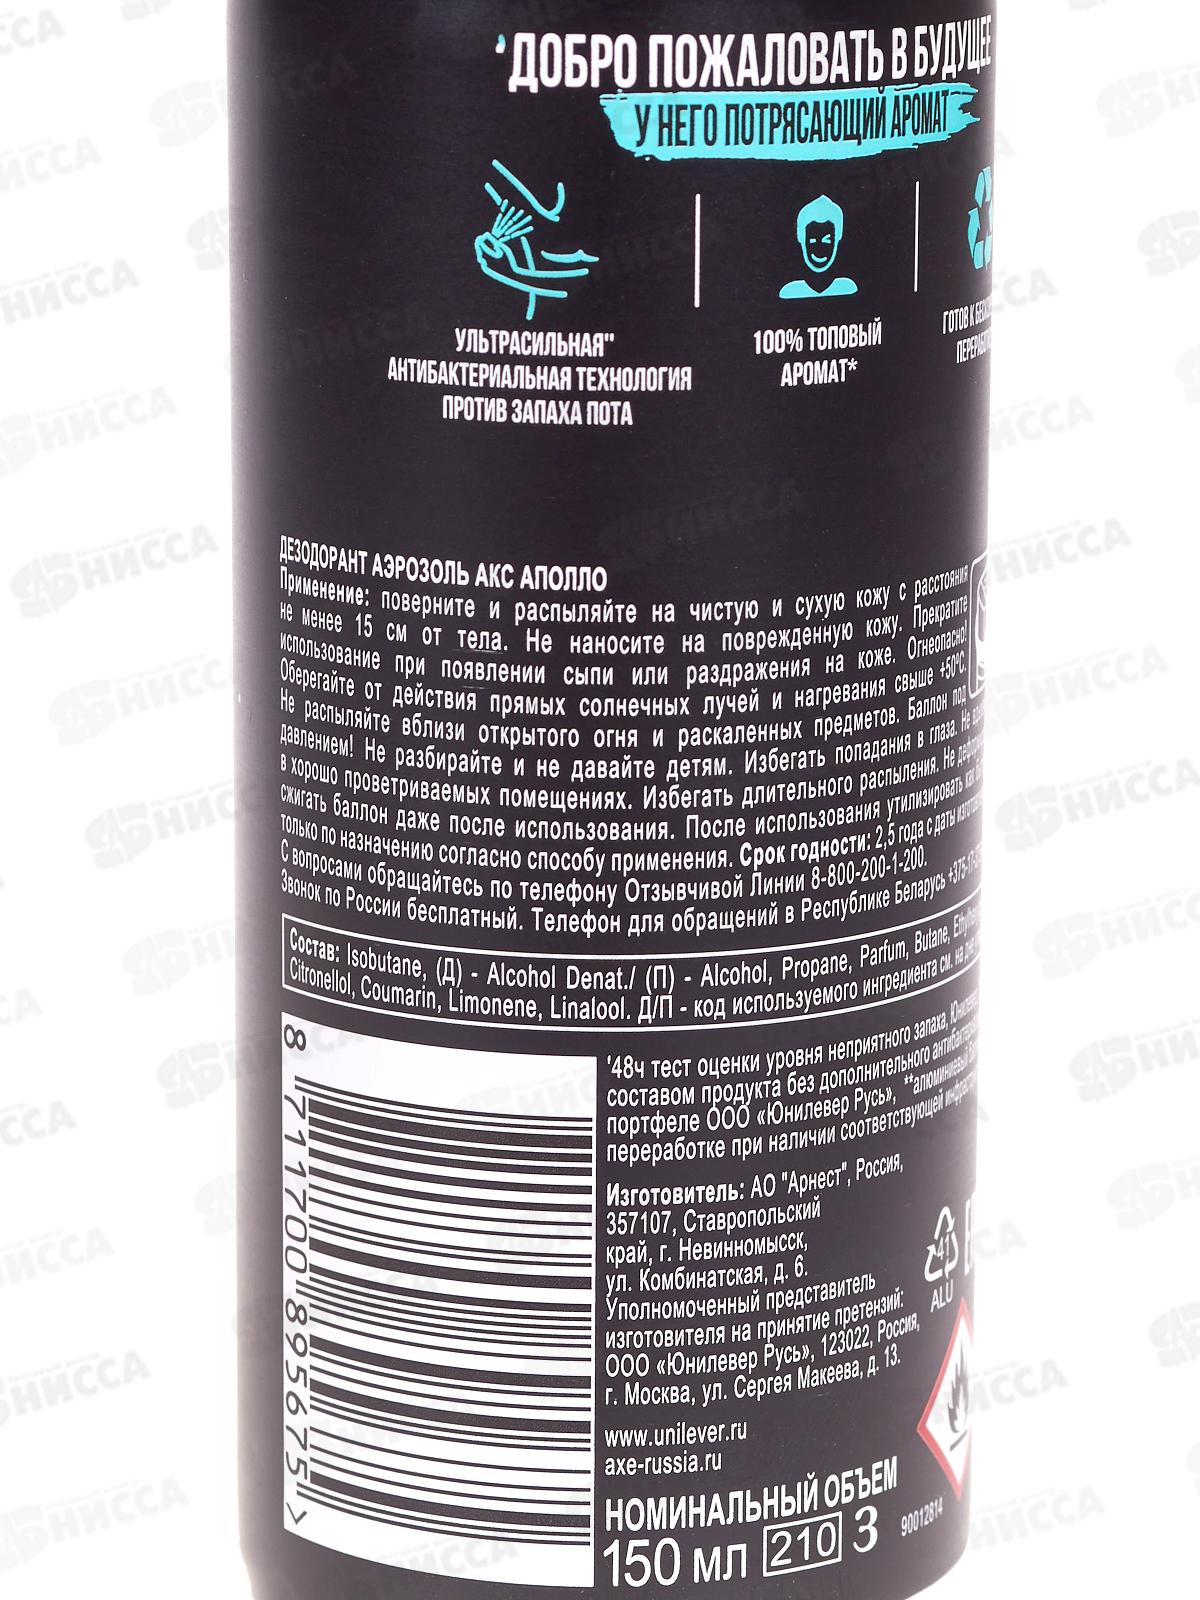 'ДОБРО ПОЖАЛОВАТЬ В БУДУЩЕЕ
У НЕГО ПОТРЯСАЮЩИЙ АРОМАТ
УЛЬТРАСИЛЬНАЯ"
АНТИБАКТЕРИАЛЬНАЯ ТЕХНОЛОГИЯ
ПРОТИВ ЗАПАХА ПОТА
100% ТОПОВЫЙ
АРОМАТ*
ГОТОВ К
ДЕЗОДОРАНТ АЭРОЗОЛЬ АКС АПОЛЛО
Применение: поверните и распыляйте на чистую и сухую кожу с расстояния
не менее 15 см от тела. Не наносите на поврежденную кожу. Прекратите
использование при появлении сыпи или раздражения на коже. Огнеопасно!
Оберегайте от действия прямых солнечных лучей и нагревания свыше +50°C.
Не распыляйте вблизи открытого огня и раскаленных предметов. Баллон под
давлением! Не разбирайте и не давайте детям. Избегать попадания в глаза. Не
в хорошо проветриваемых помещениях. Избегать длительного распыления. Не
сжигать баллон даже после использования. После использования утилизировать как
только по назначению согласно способу применения. Срок годности: 2,5 года с даты
С вопросами обращайтесь по телефону Отзывчивой Линии 8-800-200-1-200.
Звонок по России бесплатный. Телефон для обращений в Республике Беларусь +375-17-
Состав: Isobutane, (Д) - Alcohol Denat./ (П) - Alcohol, Propane, Parfum, Butane,
Citronellol, Coumarin, Limonene, Linalool. Д/П - код используемого ингредиента см. на
'48ч тест оценки уровня неприятного запаха,
составом продукта без дополнительного
портфеле ООО «Юнилевер Русь», **алюминиевый
переработке при наличии соответствующей
Изготовитель: АО "Арнест", Россия,
357107, Ставропольский
край, г. Невинномысск,
ул. Комбинатская, д. 6.
Уполномоченный представитель
изготовителя на принятие претензий:
ООО «Юнилевер Русь», 123022, Россия,
г. Москва, ул. Сергея Макеева, д. 13.
www.unilever.ru
axe-russia.ru
НОМИНАЛЬНЫЙ ОБЪЕМ
150 мл 210 3
41
ALU
90012814
8 711700 895675 >
НИССА